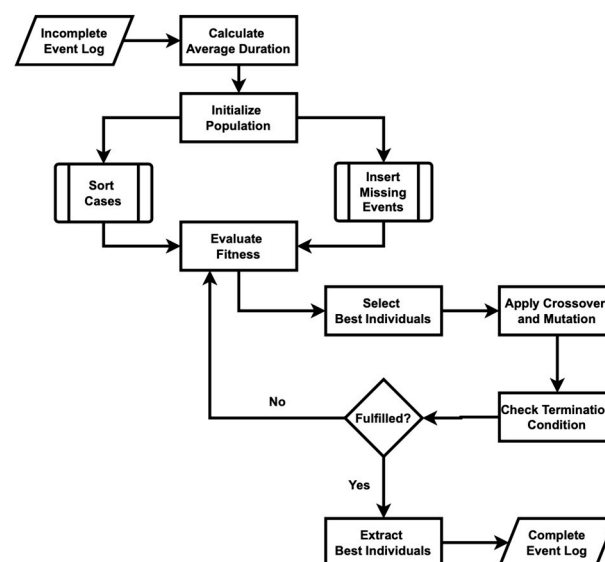 Incomplete
Event Log
Calculate
Average Duration
Initialize
Population
Sort
Cases
Insert
Missing
Events
Evaluate
Fitness
Select
Best Individuals
Apply Crossover
and Mutation
No
Fulfilled?
Check Termination
Condition
Yes
Extract
Best Individuals
Complete
Event Log